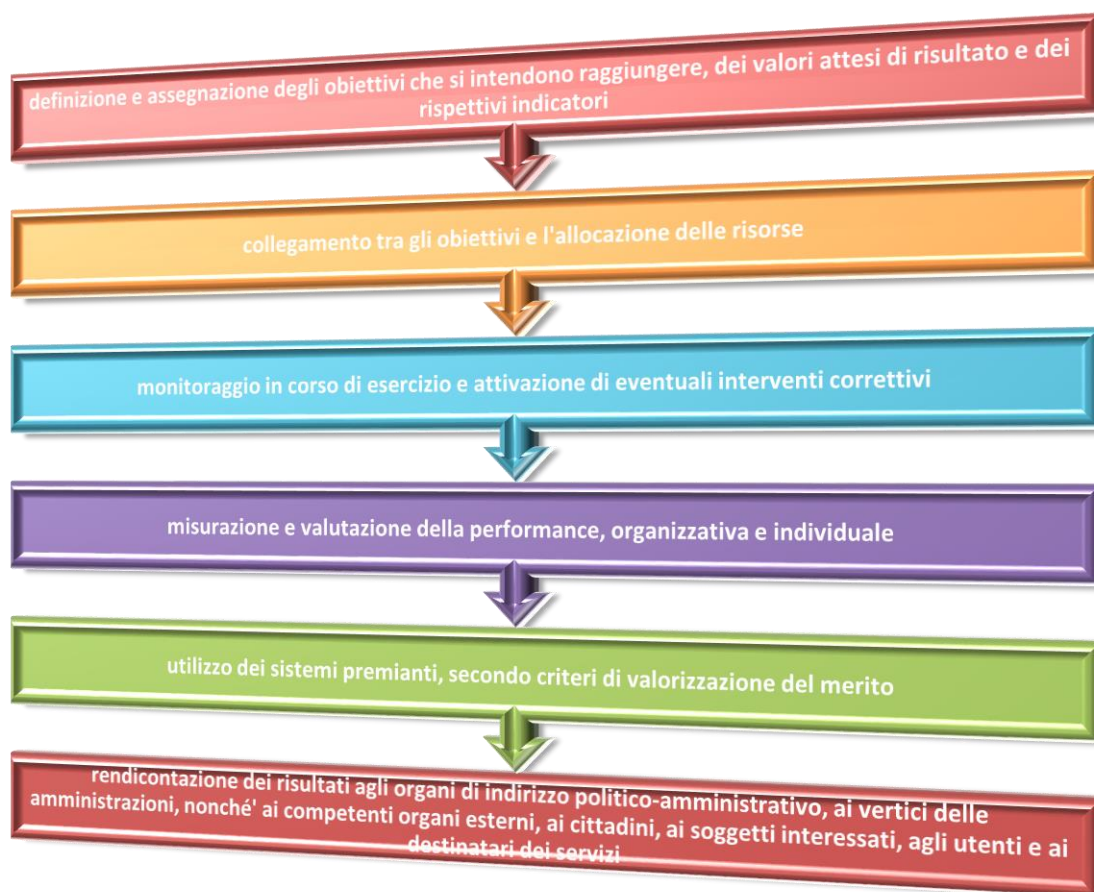 definizione e assegnazione degli obiettivi che si intendono raggiungere, dei valori attesi di risultato e dei
rispettivi indicatori
collegamento tra gli obiettivi e l'allocazione delle risorse
monitoraggio in corso di esercizio e attivazione di eventuali interventi correttivi
misurazione e valutazione della performance, organizzativa e individuale
utilizzo dei sistemi premianti, secondo criteri di valorizzazione del merito
rendicontazione dei risultati agli organi di indirizzo politico-amministrativo, ai vertici delle
amministrazioni, nonché' ai competenti organi esterni, ai cittadini, ai soggetti interessati, agli utenti e ai
destinatari dei servizi